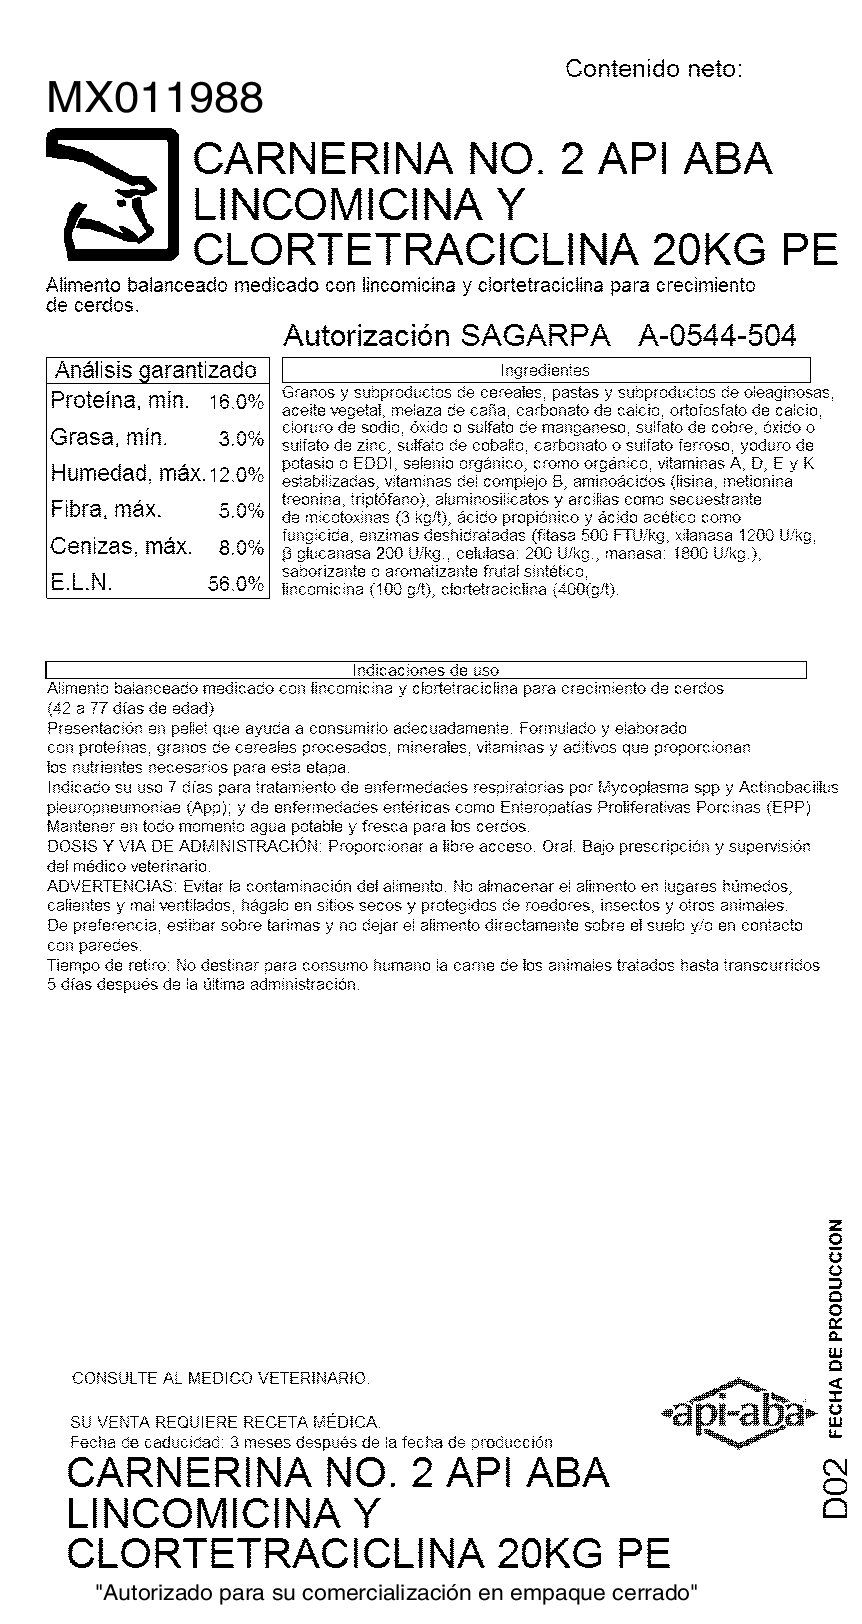 Contenido neto:
MX011988
CARNERINA NO. 2 API ABA
LINCOMICINA Y
CLORTETRACICLINA 20KG PE
Alimento balanceado medicado con lincomicina y clortetraciclina para crecimiento
de cerdos.
Autorización SAGARPA A-0544-504
Análisis garantizado
Proteína, mín. 16.0%
Grasa, mín. 3.0%
Humedad, máx. 12.0%
Fibra, máx. 5.0%
Cenizas, máx. 8.0%
E.L.N. 56.0%
Ingredientes
Granos y subproductos de cereales, pastas y subproductos de oleaginosas,
aceite vegetal, melaza de caña, carbonato de calcio, ortofosfato de calcio,
cloruro de sodio, óxido o sulfato de manganeso, sulfato de cobre, óxido o
sulfato de zinc, sulfato de cobalto, carbonato o sulfato ferroso, yoduro de
potasio o EDDI, selenio orgánico, cromo orgánico, vitaminas A, D, E y K
estabilizadas, vitaminas del complejo B, aminoácidos (lisina, metionina
treonina, triptófano), aluminosilicatos y arcillas como secuestrante
de micotoxinas (3 kg/t), ácido propiónico y ácido acético como
fungicida, enzimas deshidratadas (fitasa 500 FTU/kg, xilanasa 1200 U/kg,
β glucanasa 200 U/kg., celulasa: 200 U/kg., manasa: 1800 U/kg.),
saborizante o aromatizante frutal sintético,
lincomicina (100 g/t), clortetraciclina (400(g/t).
Indicaciones de uso
Alimento balanceado medicado con lincomicina y clortetraciclina para crecimiento de cerdos
(42 a 77 días de edad)
Presentación en pellet que ayuda a consumirlo adecuadamente. Formulado y elaborado
con proteínas, granos de cereales procesados, minerales, vitaminas y aditivos que proporcionan
los nutrientes necesarios para esta etapa.
Indicado su uso 7 días para tratamiento de enfermedades respiratorias por Mycoplasma spp y Actinobacillus
pleuropneumoniae (App); y de enfermedades entéricas como Enteropatías Proliferativas Porcinas (EPP)
Mantener en todo momento agua potable y fresca para los cerdos.
DOSIS Y VIA DE ADMINISTRACIÓN: Proporcionar a libre acceso. Oral. Bajo prescripción y supervisión
del médico veterinario.
ADVERTENCIAS: Evitar la contaminación del alimento. No almacenar el alimento en lugares húmedos,
calientes y mal ventilados, hágalo en sitios secos y protegidos de roedores, insectos y otros animales.
De preferencia, estibar sobre tarimas y no dejar el alimento directamente sobre el suelo y/o en contacto
con paredes.
Tiempo de retiro: No destinar para consumo humano la carne de los animales tratados hasta transcurridos
5 días después de la última administración.
FECHA DE PRODUCCION
D02
CONSULTE AL MEDICO VETERINARIO.
api-aba
SU VENTA REQUIERE RECETA MÉDICA.
Fecha de caducidad: 3 meses después de la fecha de producción
CARNERINA NO. 2 API ABA
LINCOMICINA Y
CLORTETRACICLINA 20KG PE
"Autorizado para su comercialización en empaque cerrado"